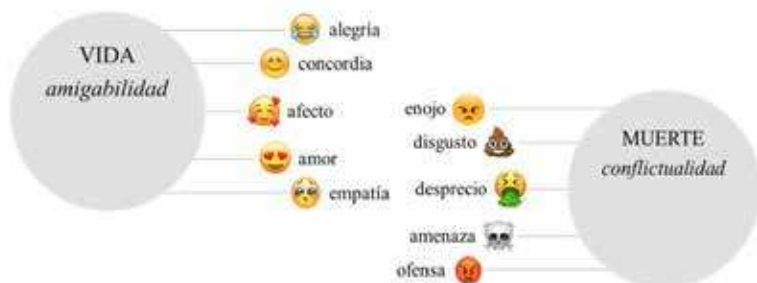 VIDA
amigabilidad
alegría
concordia
afecto
amor
empatía
enojo
disgusto
desprecio
amenaza
ofensa
MUERTE
conflictualidad